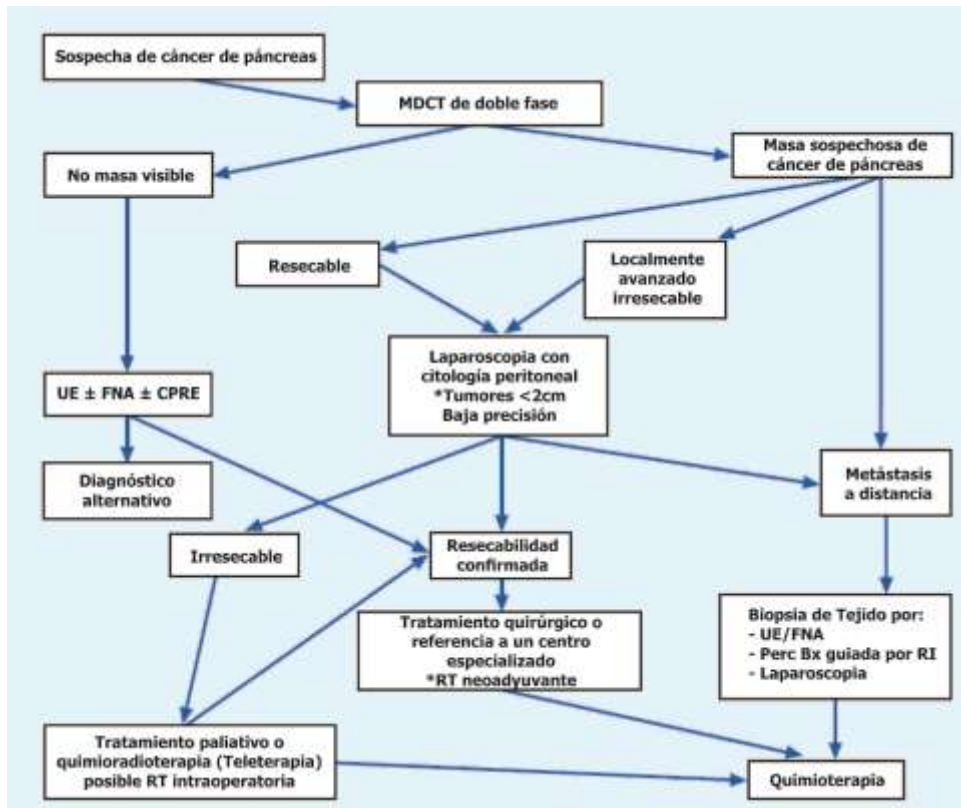 Sospecha de cáncer de páncreas
MDCT de doble fase
Masa sospechosa de
cáncer de páncreas
No masa visible
Resecable
Localmente
avanzado
irresecable
Laparoscopia con
citología peritoneal
*Tumores <2cm
Baja precisión
UE ± FNA ± CPRE
Diagnóstico
alternativo
Metástasis
a distancia
Irresecable
Resecabilidad
confirmada
Biopsia de Tejido por:
- UE/FNA
- Perc Bx guiada por RI
- Laparoscopia
Tratamiento quirúrgico o
referencia a un centro
especializado
*RT neoadyuvante
Tratamiento paliativo o
quimioradioterapia (Teleterapia)
posible RT intraoperatoria
Quimioterapia